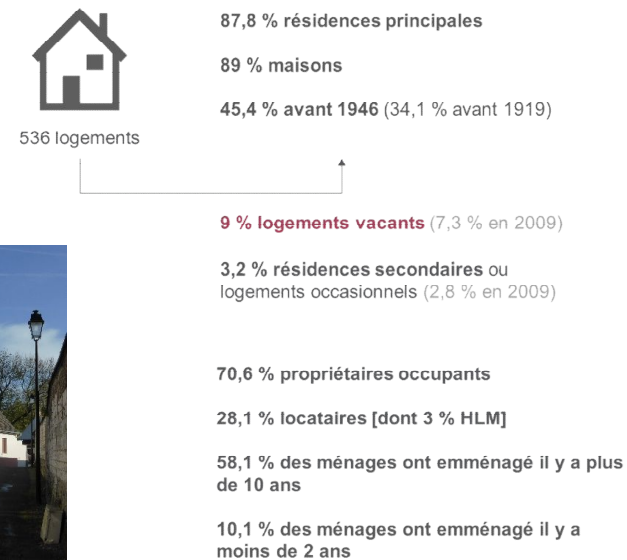 87,8 % résidences principales
89 % maisons
45,4 % avant 1946 (34,1 % avant 1919)
536 logements
9 % logements vacants (7,3 % en 2009)
3,2 % résidences secondaires ou
logements occasionnels (2,8 % en 2009)
70,6 % propriétaires occupants
28,1 % locataires [dont 3 % HLM]
58,1 % des ménages ont emménagé il y a plus
de 10 ans
10,1 % des ménages ont emménagé il y a
moins de 2 ans